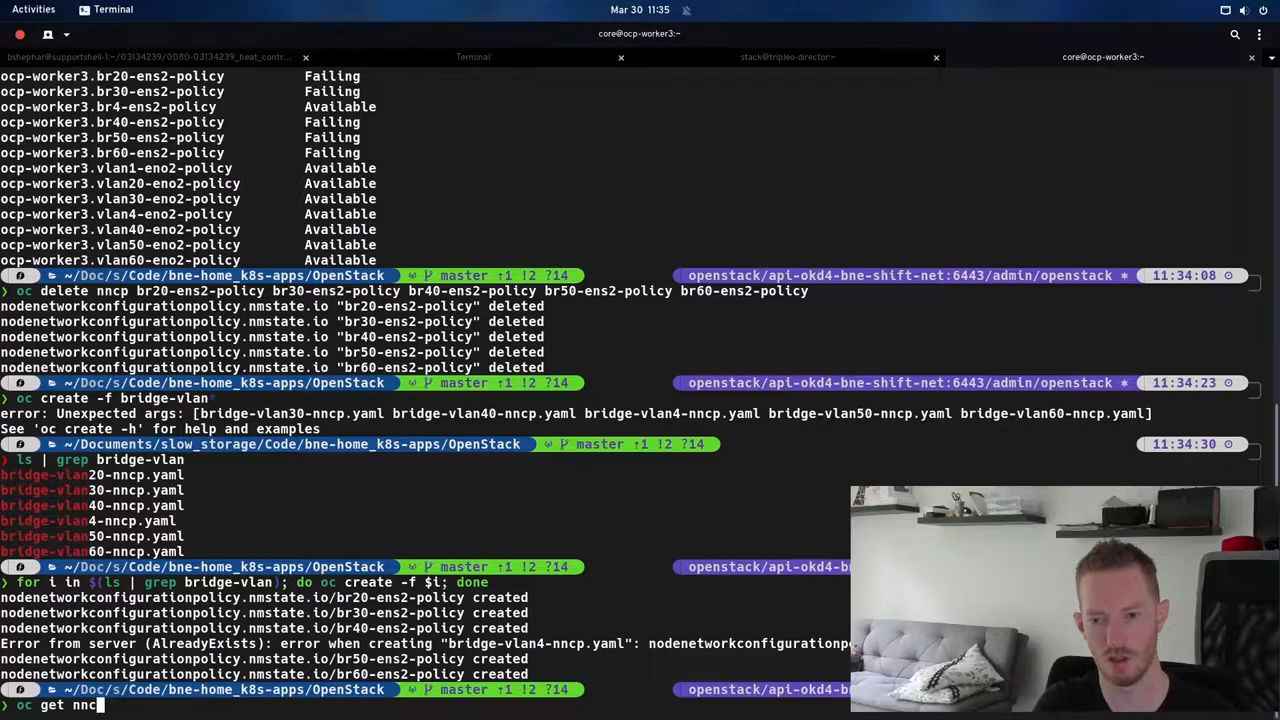 Activities Terminal Mar 30 11:35
core@ocp-worker3:~
bshephar@supportshell-1:~/03134239/0080-03134239_heat_contr... Terminal stack@tripleo-director:~ core@ocp-worker3:~
ocp-worker3.br20-ens2-policy Failing
ocp-worker3.br30-ens2-policy Failing
ocp-worker3.br4-ens2-policy Available
ocp-worker3.br40-ens2-policy Failing
ocp-worker3.br50-ens2-policy Failing
ocp-worker3.br60-ens2-policy Failing
ocp-worker3.vlan1-eno2-policy Available
ocp-worker3.vlan20-eno2-policy Available
ocp-worker3.vlan30-eno2-policy Available
ocp-worker3.vlan4-eno2-policy Available
ocp-worker3.vlan40-eno2-policy Available
ocp-worker3.vlan50-eno2-policy Available
ocp-worker3.vlan60-eno2-policy Available
~/Doc/s/Code/bne-home_k8s-apps/OpenStack master ↑1 !2 ?14 openstack/api-okd4-bne-shift-net:6443/admin/openstack 11:34:08
❯ oc delete nncp br20-ens2-policy br30-ens2-policy br40-ens2-policy br50-ens2-policy br60-ens2-policy
nodenetworkconfigurationpolicy.nmstate.io "br20-ens2-policy" deleted
nodenetworkconfigurationpolicy.nmstate.io "br30-ens2-policy" deleted
nodenetworkconfigurationpolicy.nmstate.io "br40-ens2-policy" deleted
nodenetworkconfigurationpolicy.nmstate.io "br50-ens2-policy" deleted
nodenetworkconfigurationpolicy.nmstate.io "br60-ens2-policy" deleted
~/Doc/s/Code/bne-home_k8s-apps/OpenStack master ↑1 !2 ?14 openstack/api-okd4-bne-shift-net:6443/admin/openstack 11:34:23
❯ oc create -f bridge-vlan*
error: Unexpected args: [bridge-vlan30-nncp.yaml bridge-vlan40-nncp.yaml bridge-vlan4-nncp.yaml bridge-vlan50-nncp.yaml bridge-vlan60-nncp.yaml]
See 'oc create -h' for help and examples
~/Documents/slow_storage/Code/bne-home_k8s-apps/OpenStack master ↑1 !2 ?14 11:34:30
❯ ls | grep bridge-vlan
bridge-vlan20-nncp.yaml
bridge-vlan30-nncp.yaml
bridge-vlan40-nncp.yaml
bridge-vlan4-nncp.yaml
bridge-vlan50-nncp.yaml
bridge-vlan60-nncp.yaml
~/Doc/s/Code/bne-home_k8s-apps/OpenStack master ↑1 !2 ?14 openstack/api-okd4-b
❯ for i in $(ls | grep bridge-vlan); do oc create -f $i; done
nodenetworkconfigurationpolicy.nmstate.io/br20-ens2-policy created
nodenetworkconfigurationpolicy.nmstate.io/br30-ens2-policy created
nodenetworkconfigurationpolicy.nmstate.io/br40-ens2-policy created
Error from server (AlreadyExists): error when creating "bridge-vlan4-nncp.yaml": nodenetworkconfigurationpo
nodenetworkconfigurationpolicy.nmstate.io/br50-ens2-policy created
nodenetworkconfigurationpolicy.nmstate.io/br60-ens2-policy created
~/Doc/s/Code/bne-home_k8s-apps/OpenStack master ↑1 !2 ?14 openstack/api-okd4-b
❯ oc get nnc